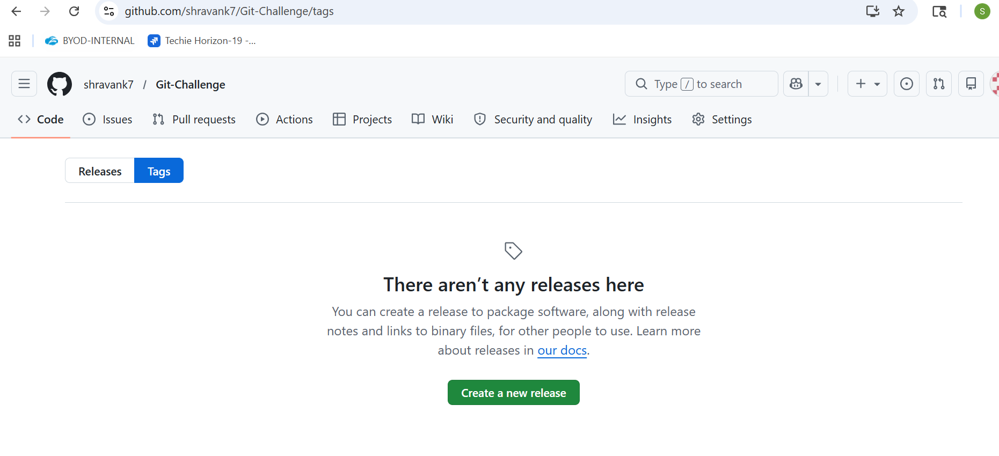 github.com/shravank7/Git-Challenge/tags
S
BYOD-INTERNAL
Techie Horizon-19 -...
shravank7 / Git-Challenge
Type / to search
Code
Issues
Pull requests
Actions
Projects
Wiki
Security and quality
Insights
Settings
Releases
Tags
There aren’t any releases here
You can create a release to package software, along with release
notes and links to binary files, for other people to use. Learn more
about releases in our docs.
Create a new release